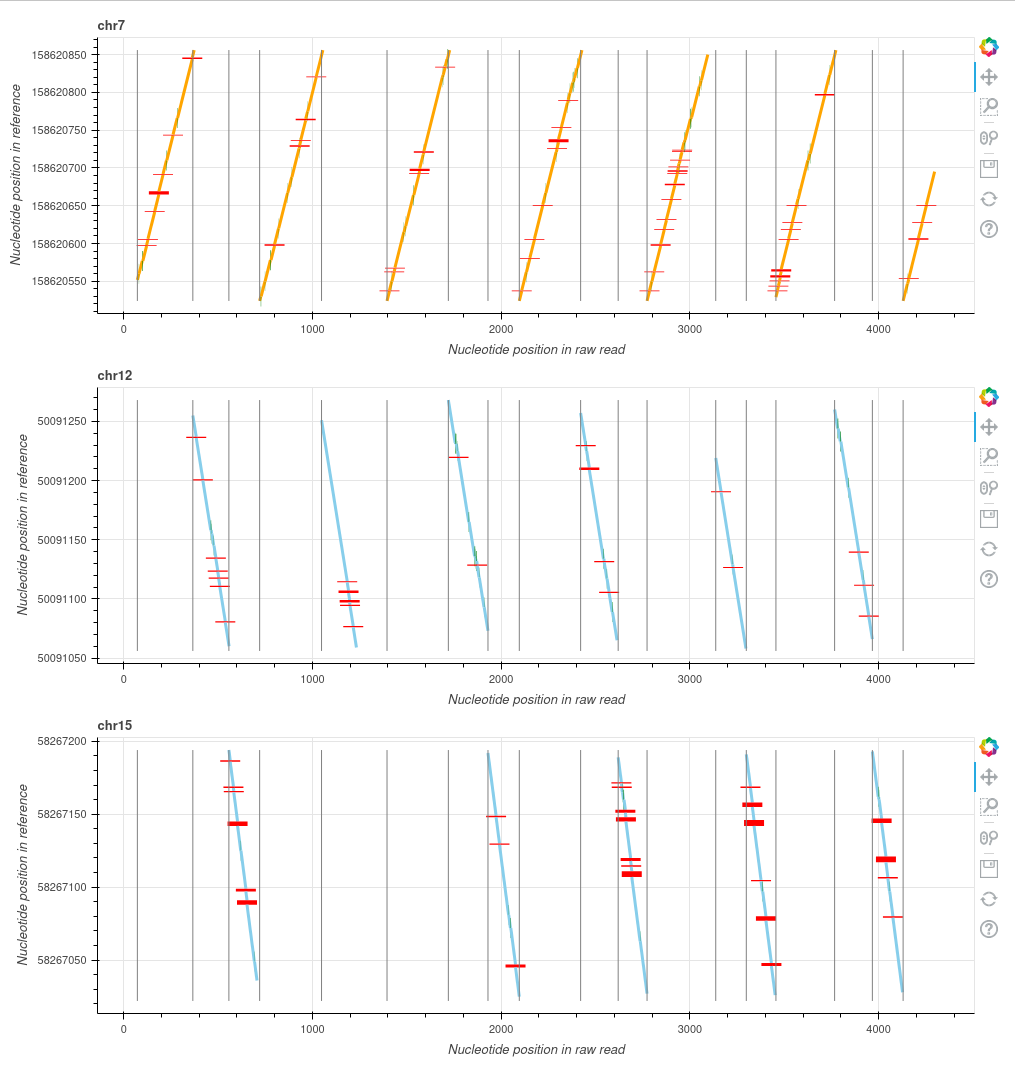 chr7
158620850
158620800
158620750
158620700
158620650
158620600
158620550
Nucleotide position in reference
0 1000 2000 3000 4000
Nucleotide position in raw read
chr12
50091250
50091200
50091150
50091100
50091050
Nucleotide position in reference
0 1000 2000 3000 4000
Nucleotide position in raw read
chr15
58267200
58267150
58267100
58267050
Nucleotide position in reference
0 1000 2000 3000 4000
Nucleotide position in raw read